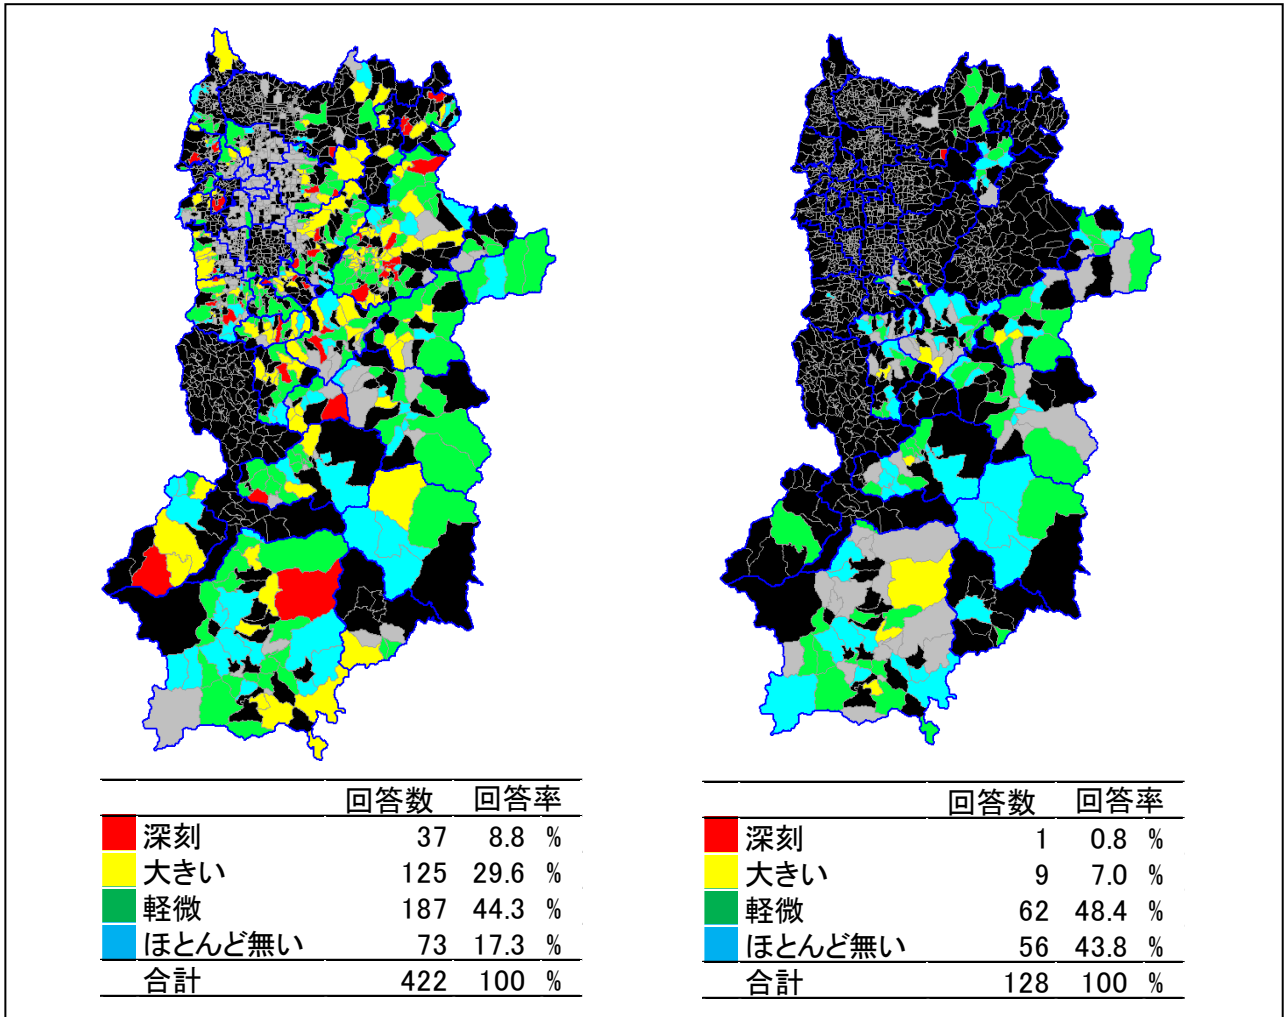 回答数 回答率
深刻 37 8.8 %
大きい 125 29.6 %
軽微 187 44.3 %
ほとんど無い 73 17.3 %
合計 422 100 %
回答数 回答率
深刻 1 0.8 %
大きい 9 7.0 %
軽微 62 48.4 %
ほとんど無い 56 43.8 %
合計 128 100 %